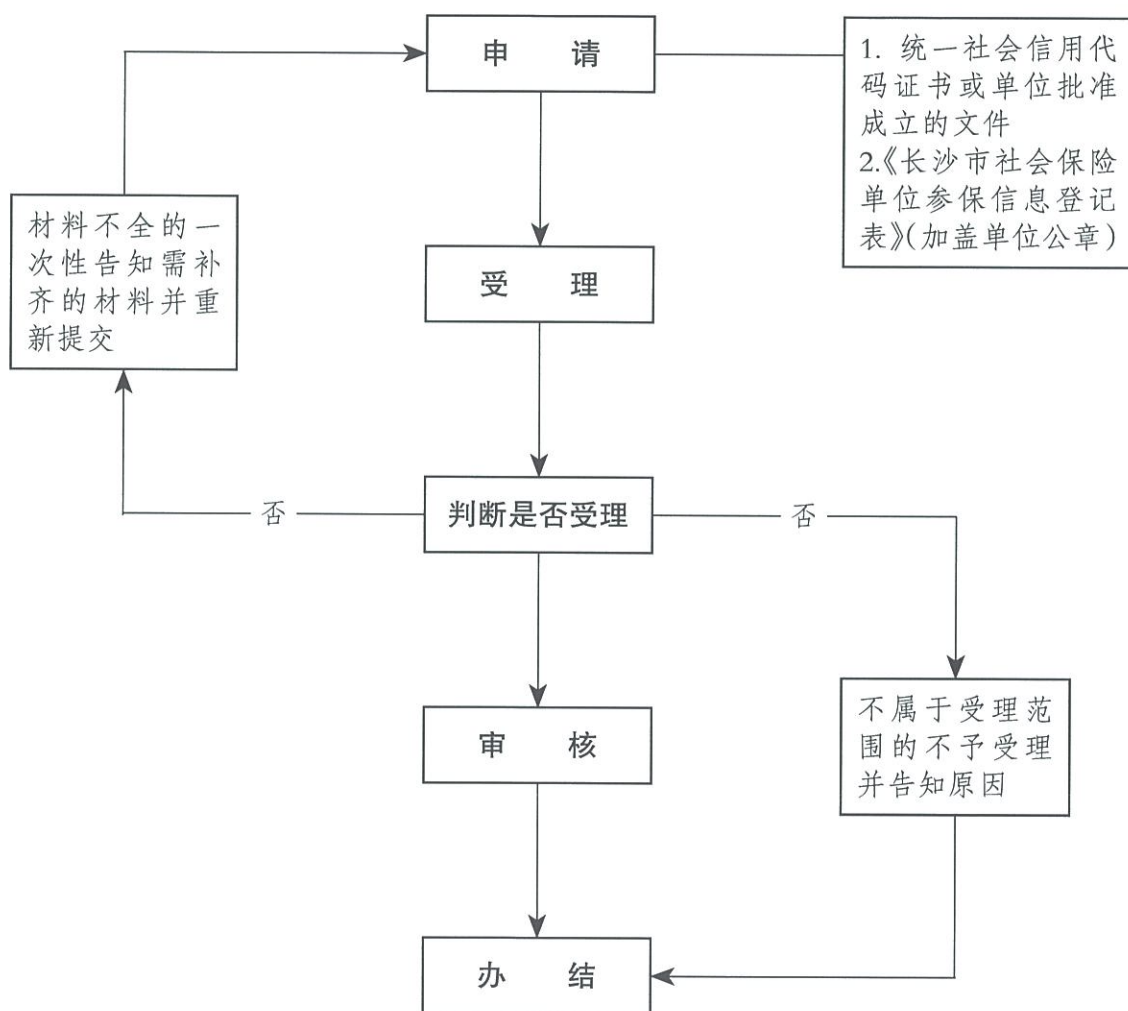 申 请
1. 统一社会信用代
码证书或单位批准
成立的文件
2.《长沙市社会保险
单位参保信息登记
表》(加盖单位公章)
材料不全的一
次性告知需补
齐的材料并重
新提交
受 理
否
判断是否受理
否
审 核
不属于受理范
围的不予受理
并告知原因
办 结